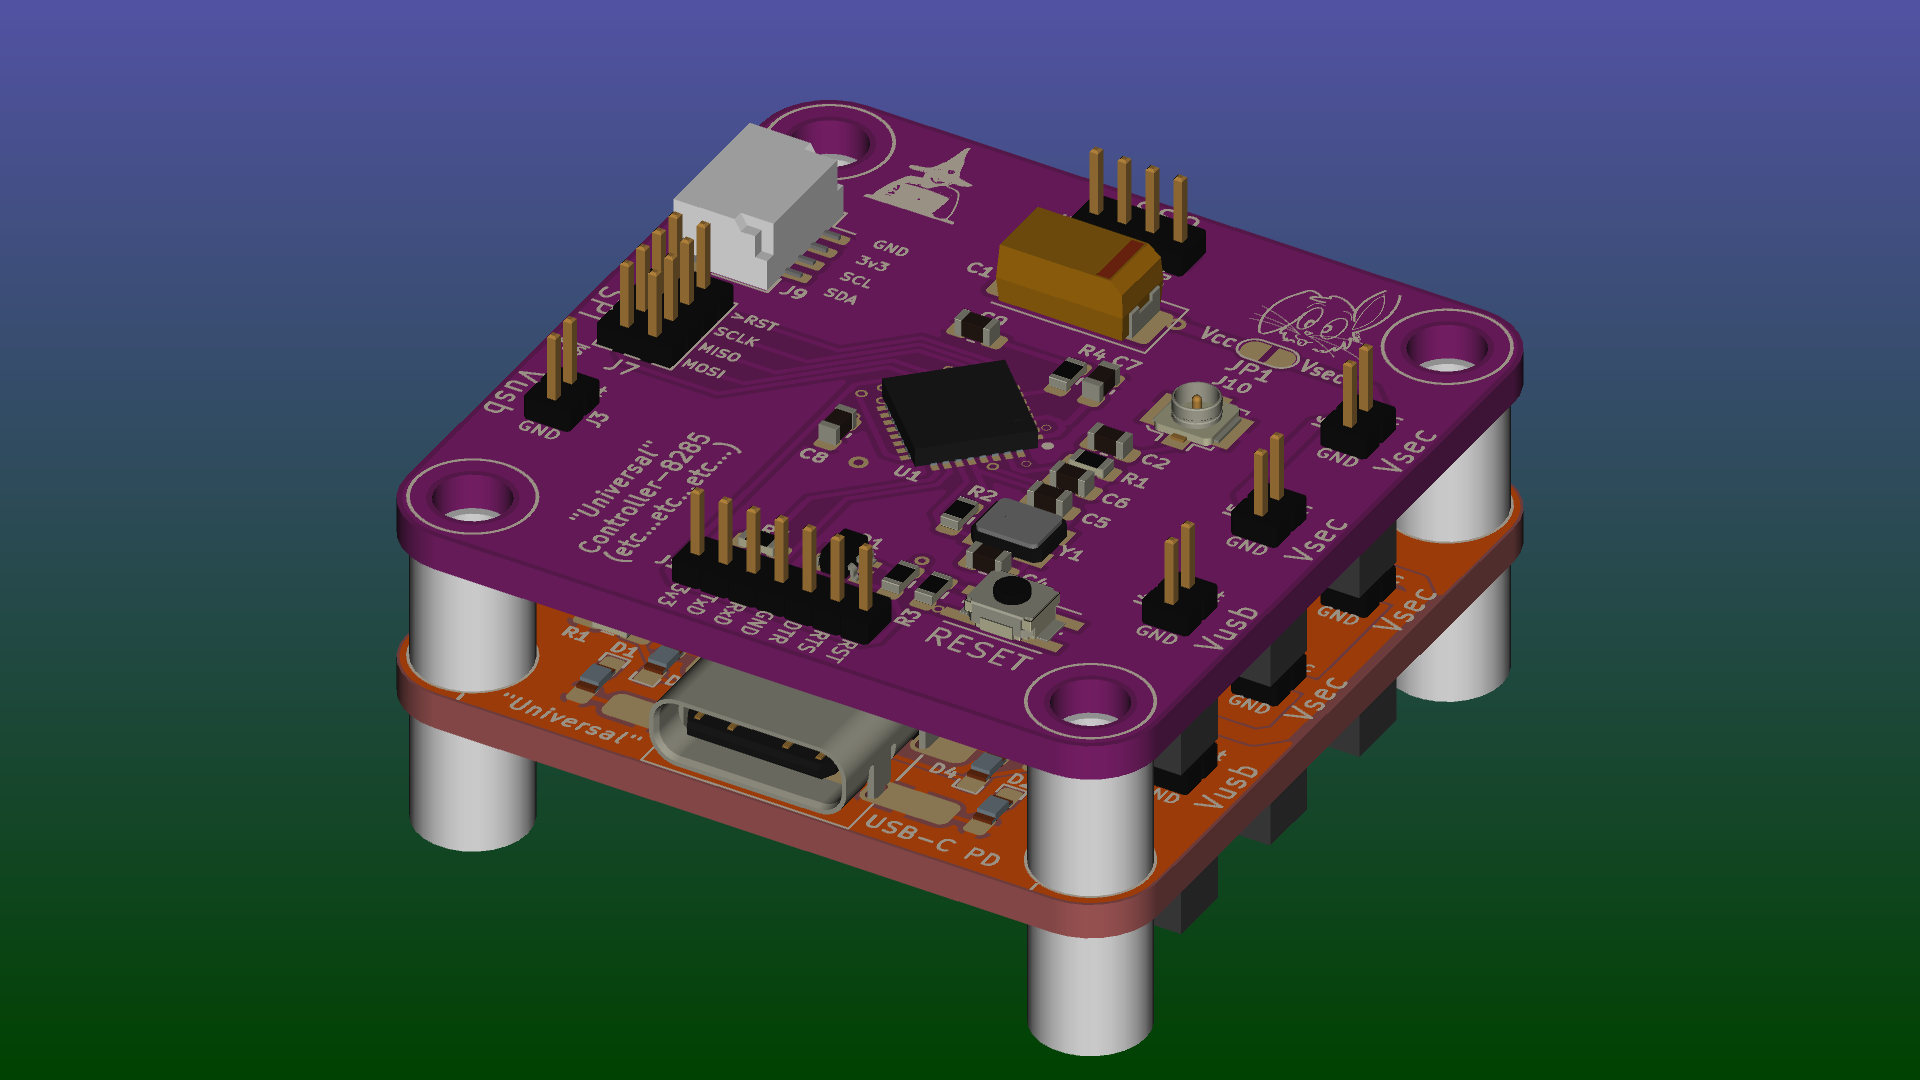 GND
3v3
SCL
SDA
J9
C1
>RST
SCLK
MISO
MOSI
SPI
J7
Vusb
J3
GND
Vcc
JP1
Vsec
J10
R4
C7
C8
U1
C2
R1
C6
C5
R2
Y1
C4
R3
"Universal"
Controller-8285
(etc...etc...etc...)
3v3
TxD
RxD
GND
DTR
RTS
RST
RESET
GND
Vsec
GND
Vsec
GND
Vusb
R1
D1
"Universal"
D4
USB-C PD
GND
Vsec
GND
Vsec
Vusb